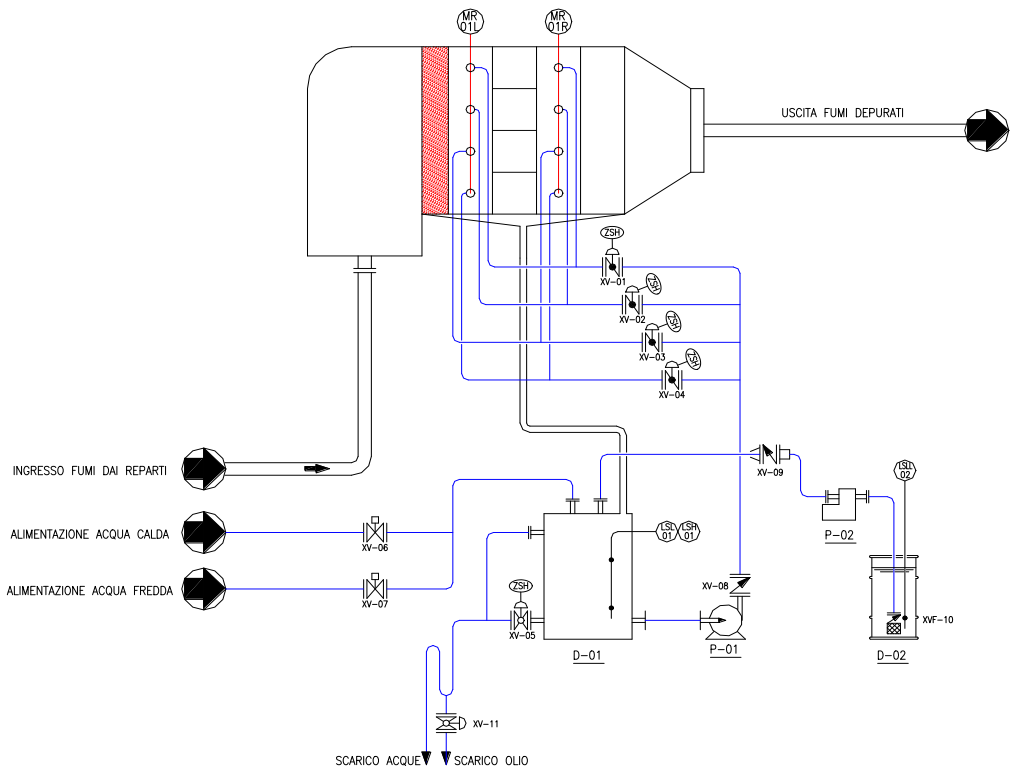 MR
01L
MR
01R
USCITA FUMI DEPURATI
ZSH
XV-01
ZSH
XV-02
ZSH
XV-03
ZSH
XV-04
INGRESSO FUMI DAI REPARTI
XV-09
LSLL
02
P-02
ALIMENTAZIONE ACQUA CALDA
XV-06
LSL
01
LSH
01
ALIMENTAZIONE ACQUA FREDDA
XV-07
ZSH
XV-05
XV-08
XVF-10
D-01
P-01
D-02
XV-11
SCARICO ACQUE
SCARICO OLIO